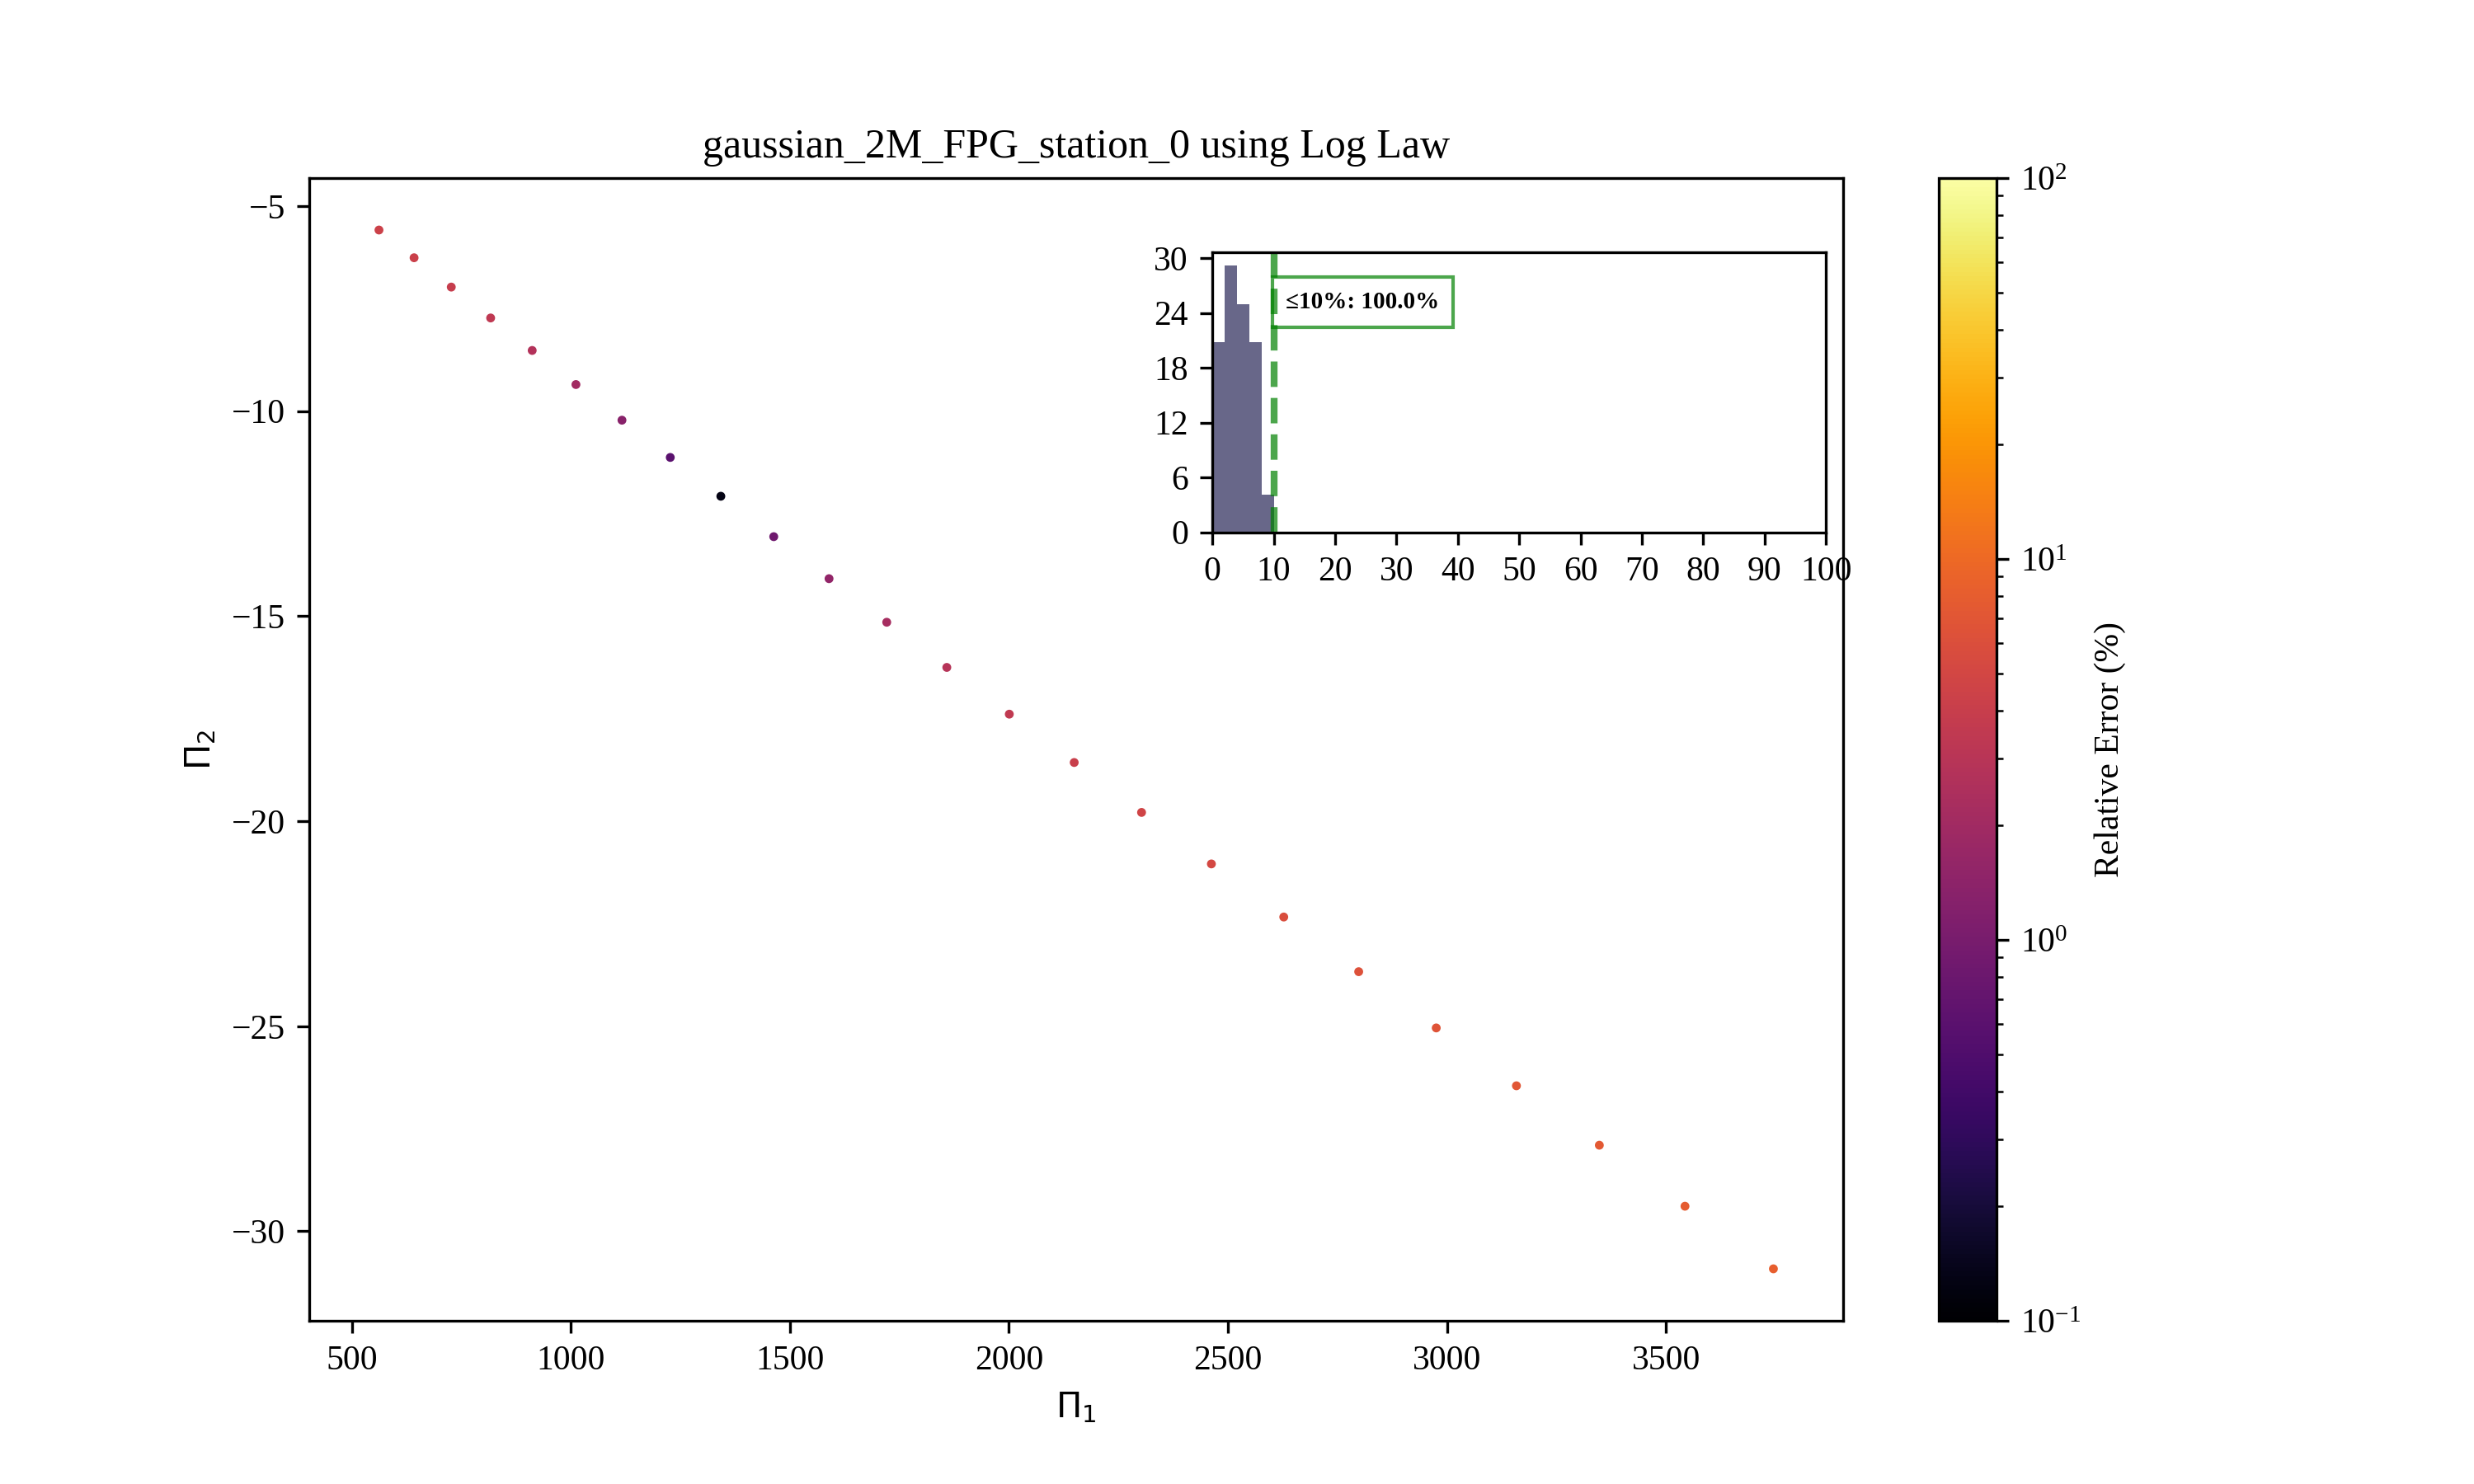 gaussian_2M_FPG_station_0 using Log Law
−5
−10
−15
−20
−25
−30
Π₂
500 1000 1500 2000 2500 3000 3500
Π₁
30
24
18
12
6
0
≤10%: 100.0%
0 10 20 30 40 50 60 70 80 90 100
10²
10¹
10⁰
10⁻¹
Relative Error (%)